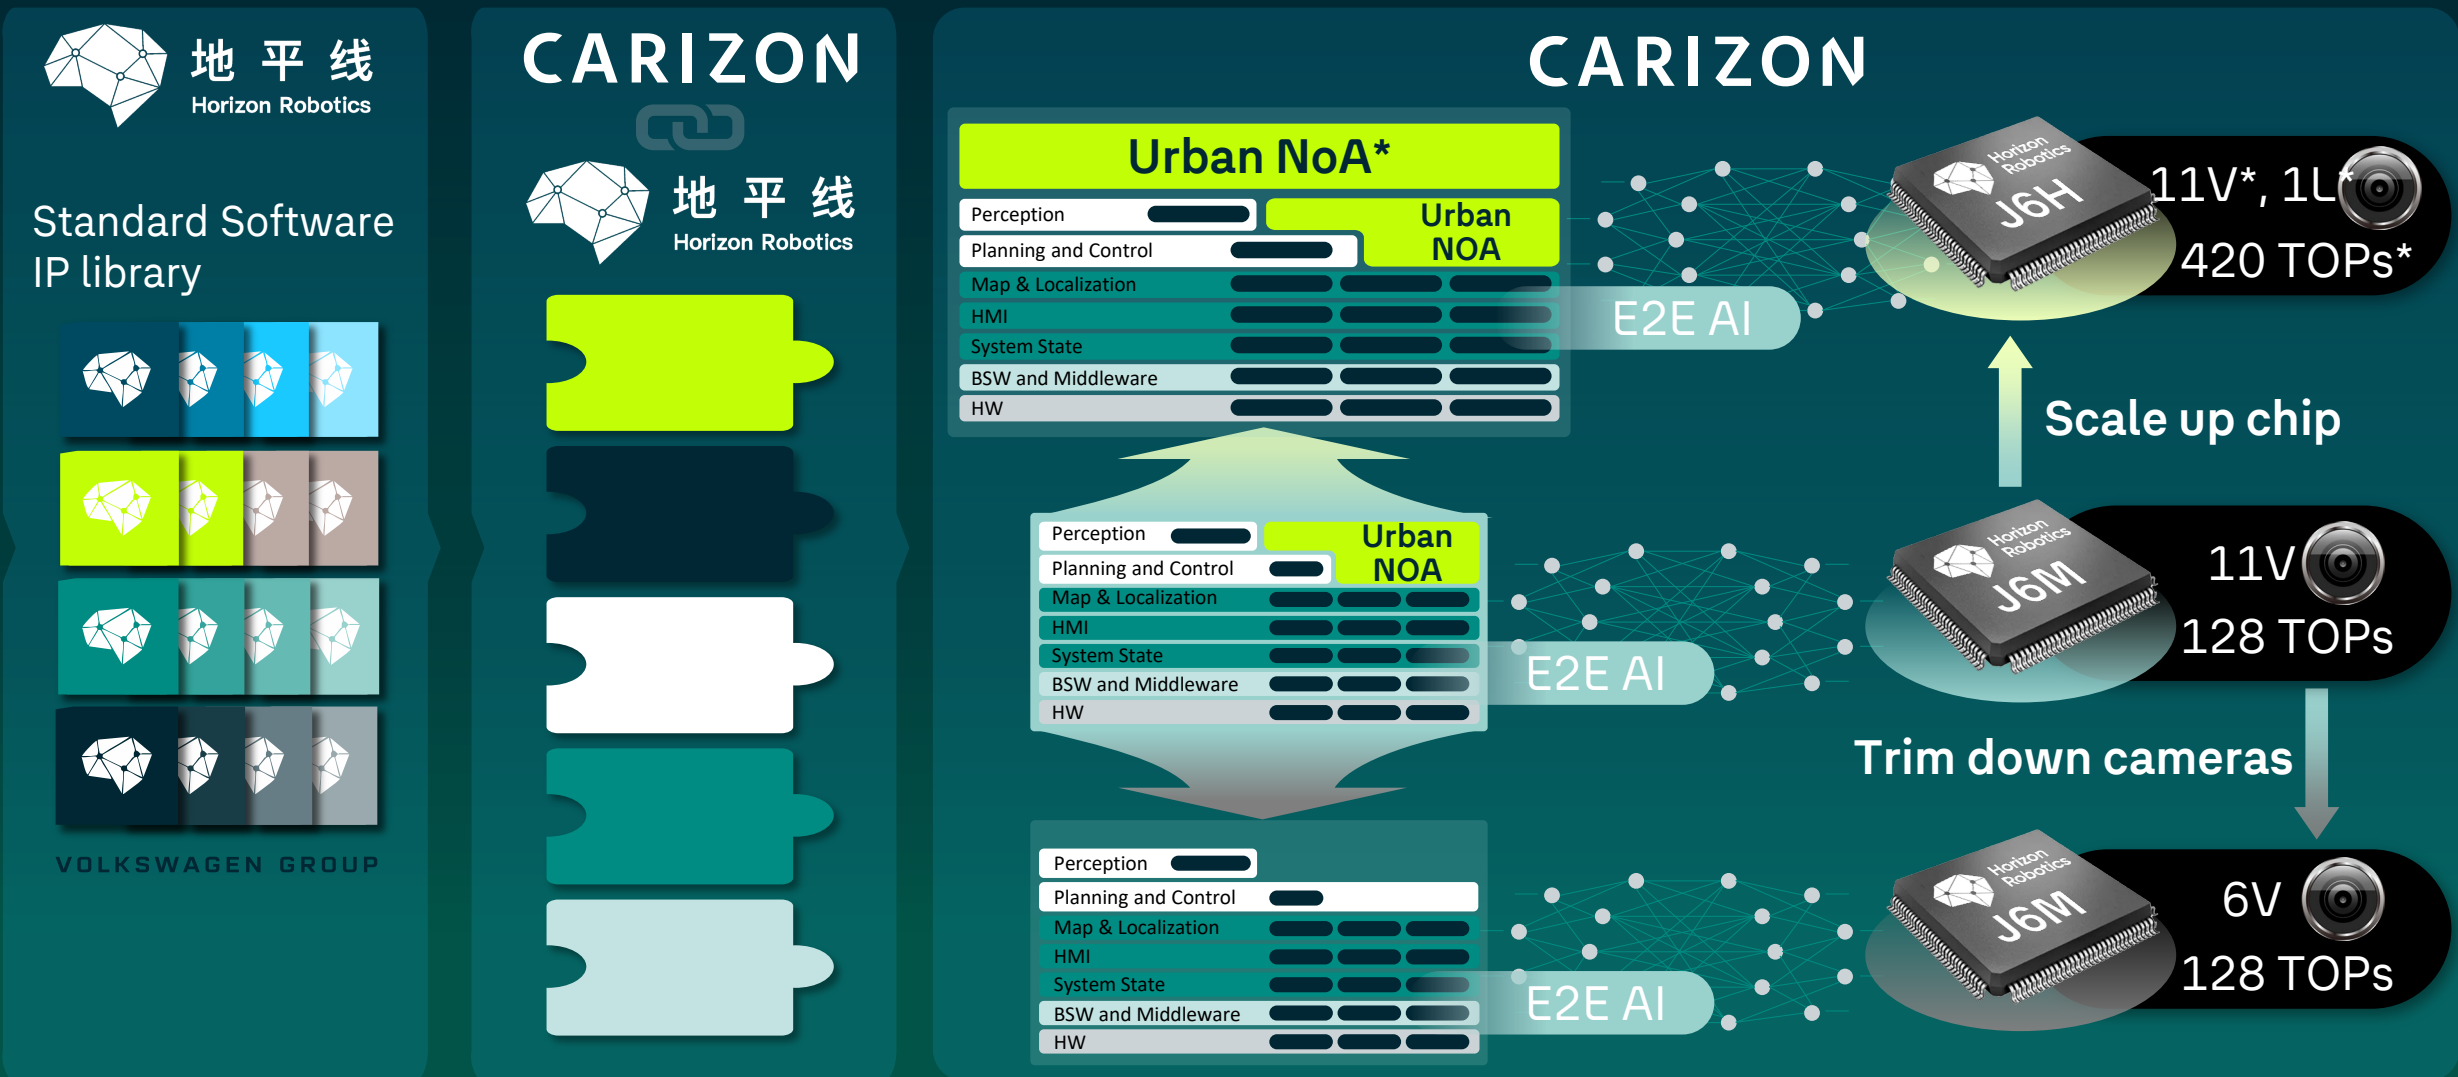 地平线
Horizon Robotics
Standard Software
IP library
VOLKSWAGEN GROUP
CARIZON
地平线
Horizon Robotics
CARIZON
Urban NoA*
Perception
Urban
NOA
Planning and Control
Map & Localization
HMI
System State
BSW and Middleware
HW
E2E AI
Horizon
Robotics
J6H
11V*, 1L*
420 TOPs*
Scale up chip
Perception
Urban
NOA
Planning and Control
Map & Localization
HMI
System State
BSW and Middleware
HW
E2E AI
Horizon
Robotics
J6M
11V
128 TOPs
Trim down cameras
Perception
Planning and Control
Map & Localization
HMI
System State
BSW and Middleware
HW
E2E AI
Horizon
Robotics
J6M
6V
128 TOPs